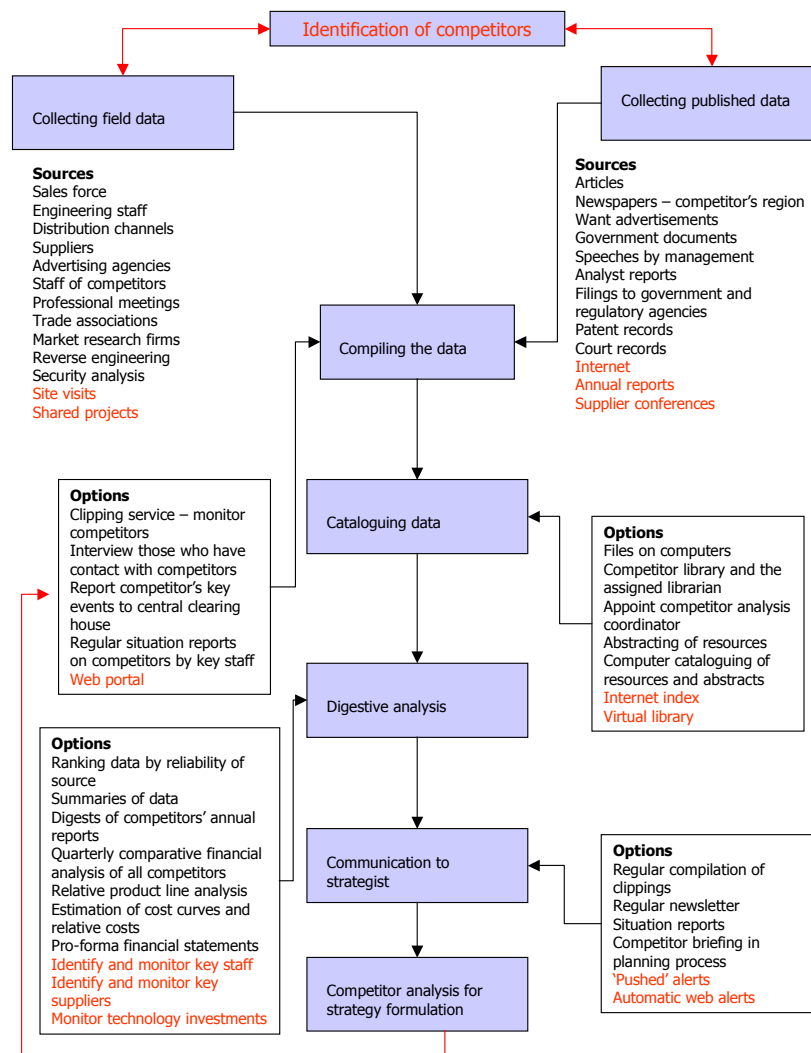 Identification of competitors
Collecting field data
Collecting published data
Sources
Sales force
Engineering staff
Distribution channels
Suppliers
Advertising agencies
Staff of competitors
Professional meetings
Trade associations
Market research firms
Reverse engineering
Security analysis
Site visits
Shared projects
Sources
Articles
Newspapers – competitor’s region
Want advertisements
Government documents
Speeches by management
Analyst reports
Filings to government and
regulatory agencies
Patent records
Court records
Internet
Annual reports
Supplier conferences
Compiling the data
Options
Clipping service – monitor
competitors
Interview those who have
contact with competitors
Report competitor’s key
events to central clearing
house
Regular situation reports
on competitors by key staff
Web portal
Cataloguing data
Options
Files on computers
Competitor library and the
assigned librarian
Appoint competitor analysis
coordinator
Abstracting of resources
Computer cataloguing of
resources and abstracts
Internet index
Virtual library
Digestive analysis
Options
Ranking data by reliability of
source
Summaries of data
Digests of competitors’ annual
reports
Quarterly comparative financial
analysis of all competitors
Relative product line analysis
Estimation of cost curves and
relative costs
Pro-forma financial statements
Identify and monitor key staff
Identify and monitor key
suppliers
Monitor technology investments
Communication to
strategist
Options
Regular compilation of
clippings
Regular newsletter
Situation reports
Competitor briefing in
planning process
‘Pushed’ alerts
Automatic web alerts
Competitor analysis for
strategy formulation